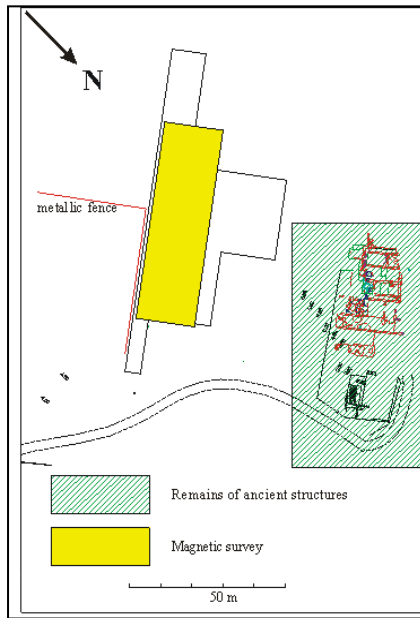 N
metallic fence
Remains of ancient structures
Magnetic survey
50 m